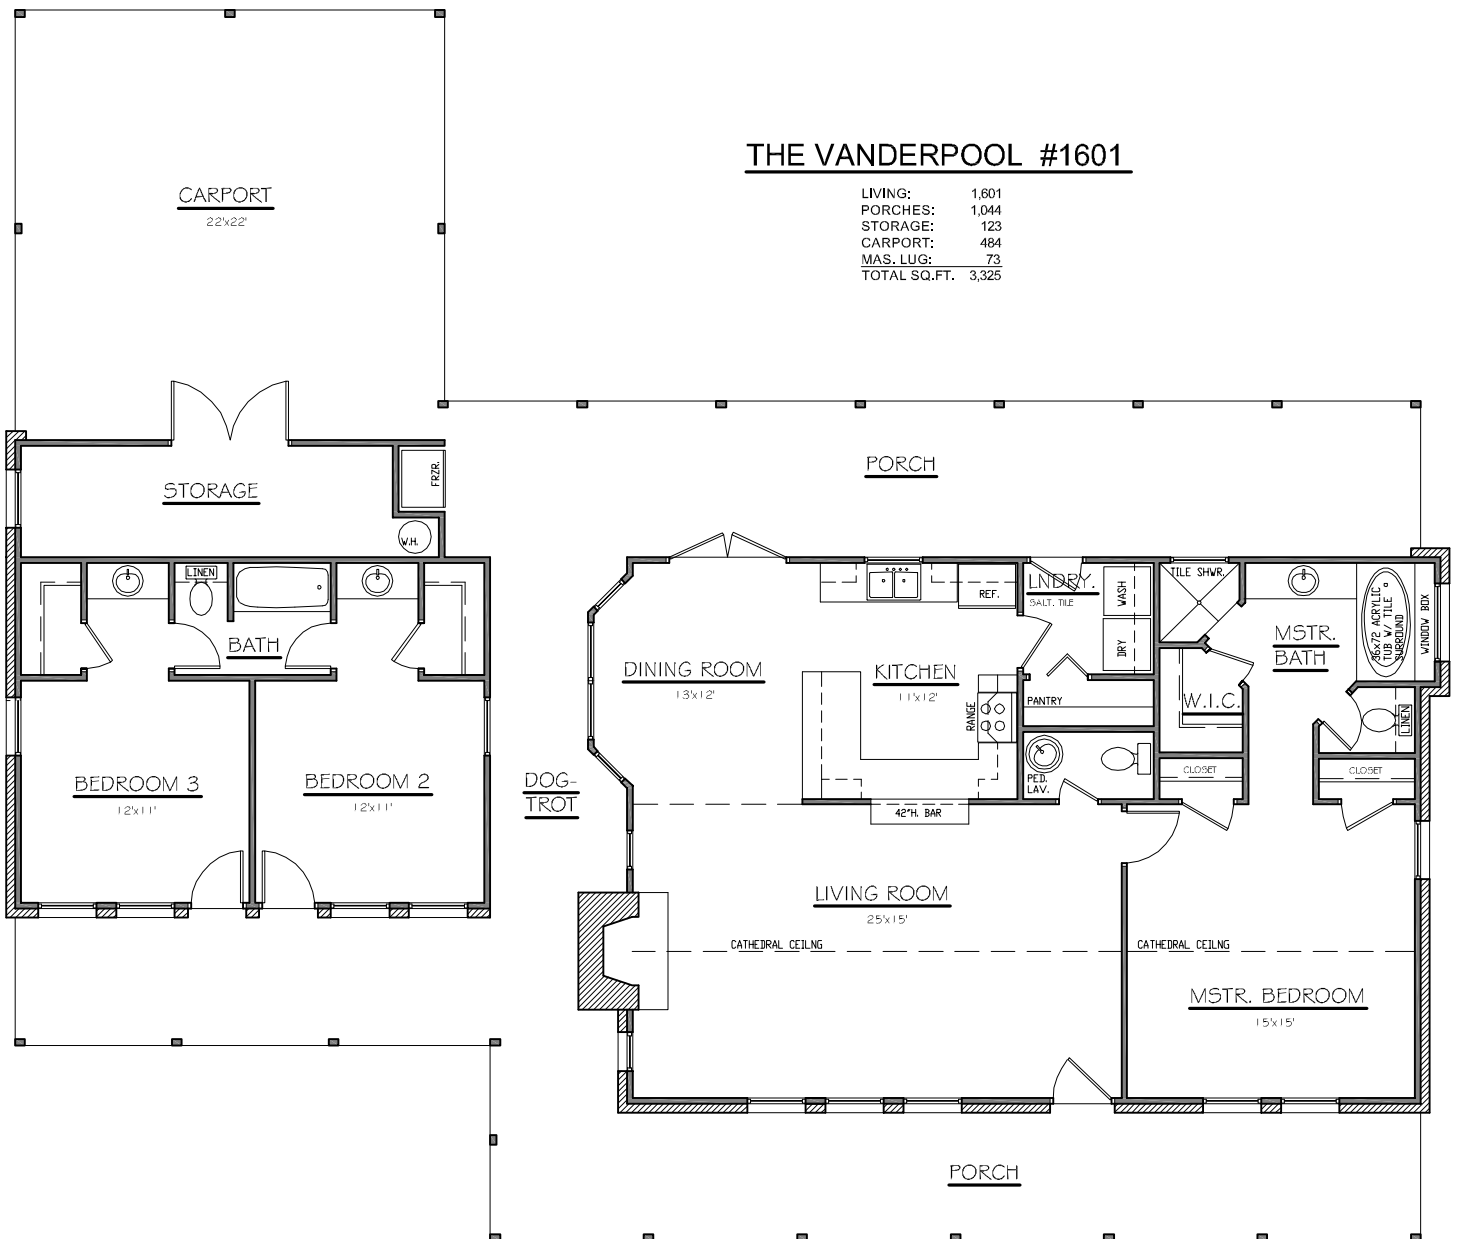 THE VANDERPOOL #1601
LIVING: 1,601
PORCHES: 1,044
STORAGE: 123
CARPORT: 484
MAS. LUG: 73
TOTAL SQ.FT. 3,325
CARPORT
22'x22'
PORCH
STORAGE
FRZR.
W.H.
LINEN
BATH
BEDROOM 3
12'x11'
BEDROOM 2
12'x11'
DOG-
TROT
DINING ROOM
13'x12'
KITCHEN
11'x12'
REF.
RANGE
42"H. BAR
LNDRY.
SALT. TILE
WASH
DRY
PANTRY
PED.
LAV.
TILE SHWR.
W.I.C.
MSTR.
BATH
36x72 ACRYLIC
TUB W/ TILE
SURROUND
WINDOW BOX
LINEN
CLOSET
CLOSET
LIVING ROOM
25'x15'
CATHEDRAL CEILNG
CATHEDRAL CEILNG
MSTR. BEDROOM
15'x15'
PORCH